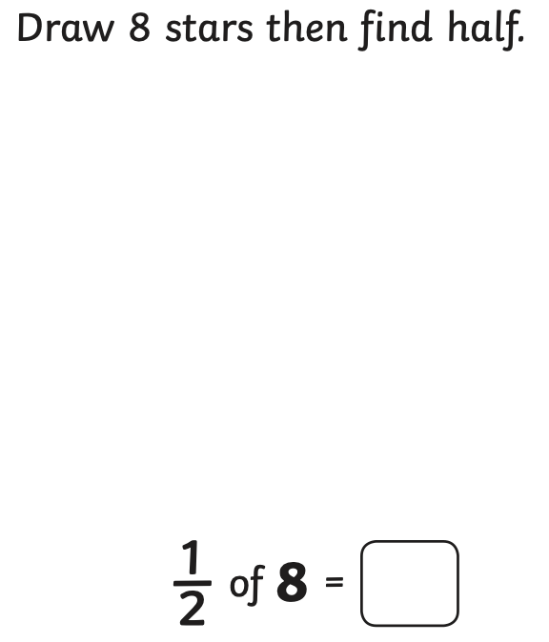 Draw 8 stars then find half.
1/2 of 8 =